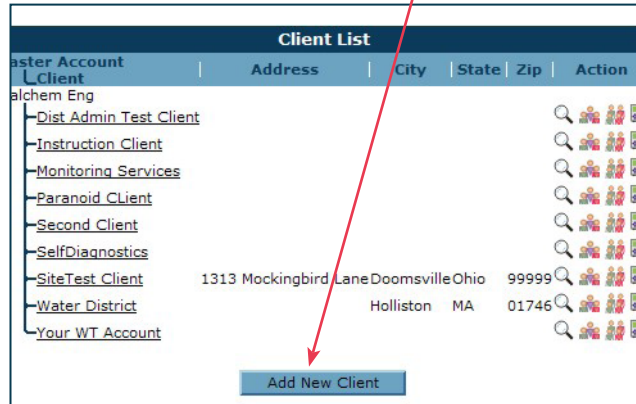 Client List
aster Account
Client | Address | City | State | Zip | Action
alchem Eng
Dist Admin Test Client
Instruction Client
Monitoring Services
Paranoid CLient
Second Client
SelfDiagnostics
SiteTest Client 1313 Mockingbird Lane Doomsville Ohio 99999
Water District Holliston MA 01746
Your WT Account
Add New Client